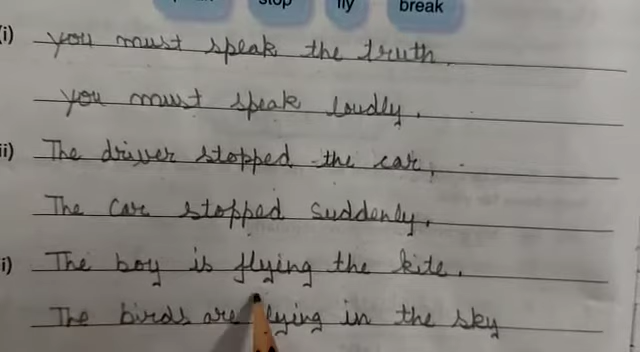 stop fly break
i) you must speak the truth.
you must speak loudly.
ii) The driver stopped the car.
The car stopped suddenly.
i) The boy is flying the kite.
The birds are flying in the sky